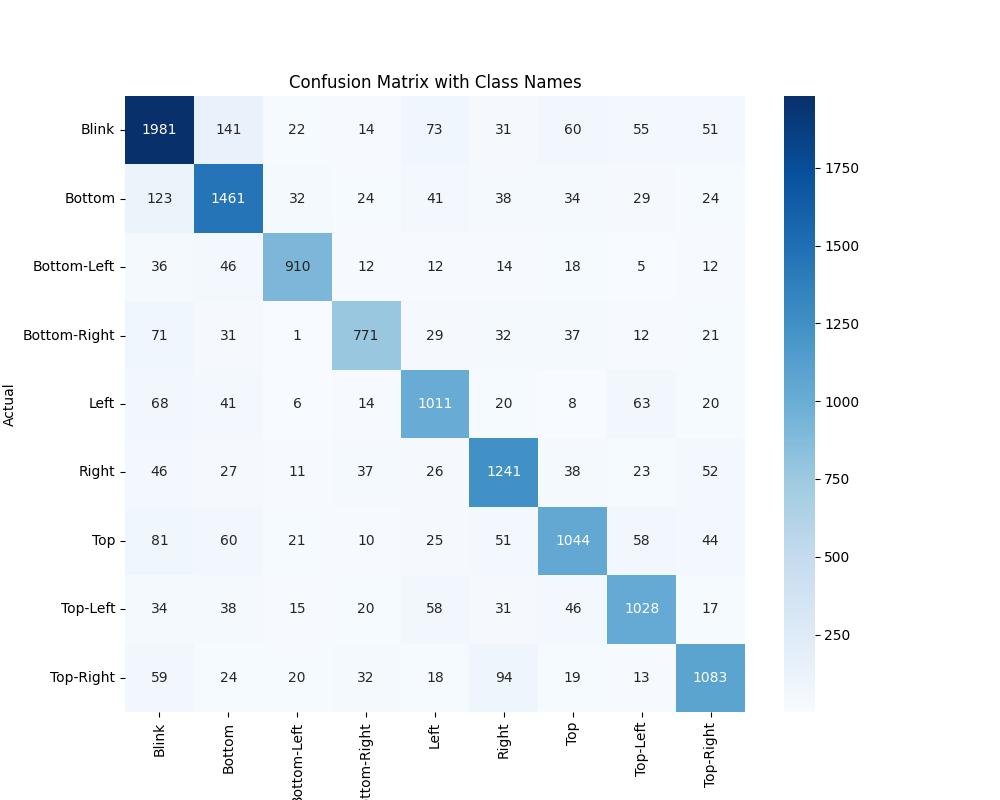 Confusion Matrix with Class Names
Actual
Blink 1981 141 22 14 73 31 60 55 51
Bottom 123 1461 32 24 41 38 34 29 24
Bottom-Left 36 46 910 12 12 14 18 5 12
Bottom-Right 71 31 1 771 29 32 37 12 21
Left 68 41 6 14 1011 20 8 63 20
Right 46 27 11 37 26 1241 38 23 52
Top 81 60 21 10 25 51 1044 58 44
Top-Left 34 38 15 20 58 31 46 1028 17
Top-Right 59 24 20 32 18 94 19 13 1083
Blink
Bottom
ottom-Left
ttom-Right
Left
Right
Top
Top-Left
Top-Right
1750
1500
1250
1000
750
500
250